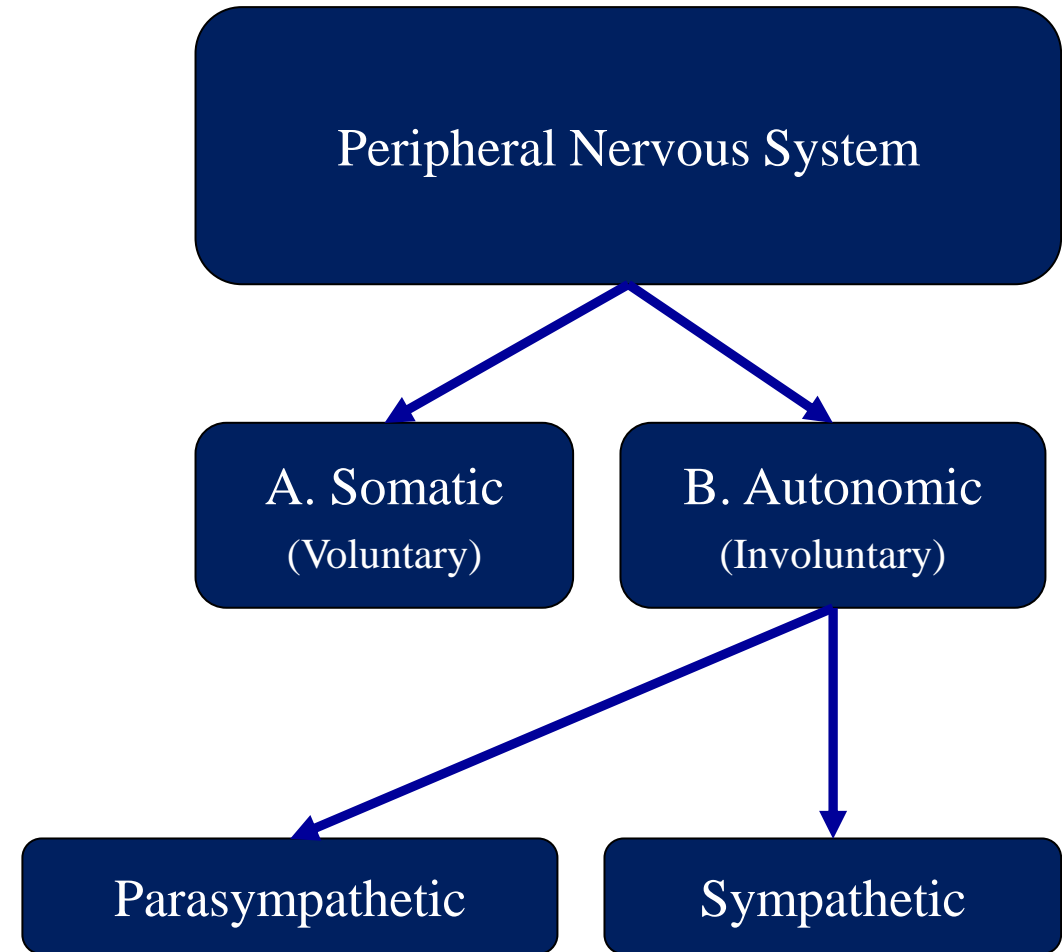 Peripheral Nervous System
A. Somatic
(Voluntary)
B. Autonomic
(Involuntary)
Parasympathetic
Sympathetic